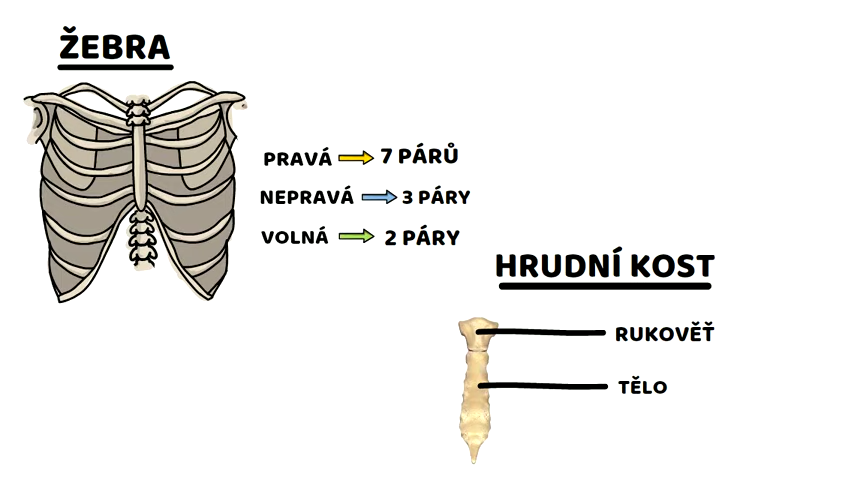 ŽEBRA
PRAVÁ 7 PÁRŮ
NEPRAVÁ 3 PÁRY
VOLNÁ 2 PÁRY
HRUDNÍ KOST
RUKOVĚŤ
TĚLO